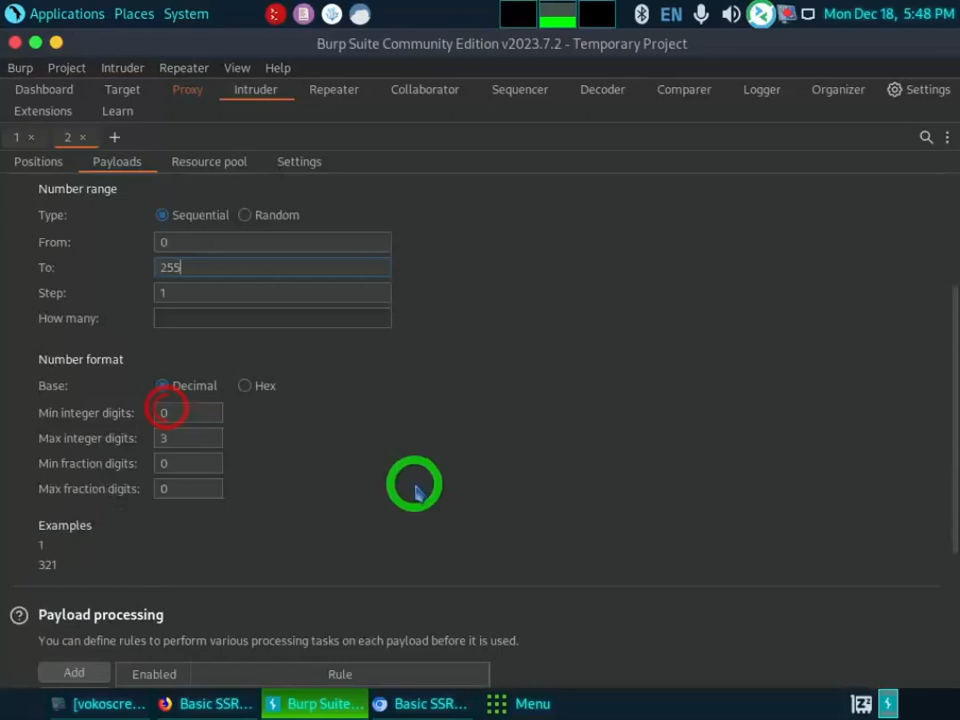 Applications Places System EN Mon Dec 18, 5:48 PM
Burp Suite Community Edition v2023.7.2 - Temporary Project
Burp Project Intruder Repeater View Help
Dashboard Target Proxy Intruder Repeater Collaborator Sequencer Decoder Comparer Logger Organizer Settings
Extensions Learn
1 × 2 × +
Positions Payloads Resource pool Settings
Number range
Type: Sequential Random
From: 0
To: 255
Step: 1
How many:
Number format
Base: Decimal Hex
Min integer digits: 0
Max integer digits: 3
Min fraction digits: 0
Max fraction digits: 0
Examples
1
321
? Payload processing
You can define rules to perform various processing tasks on each payload before it is used.
Add Enabled Rule
[vokoscre... Basic SSR... Burp Suite... Basic SSR... Menu